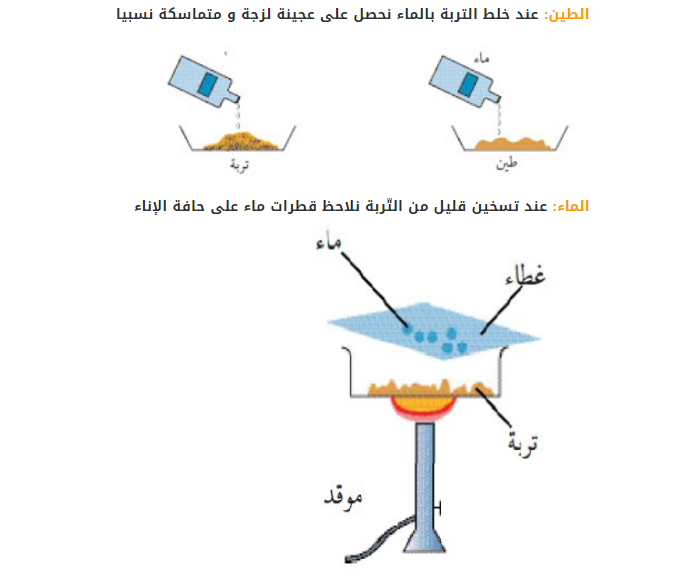 الطين: عند خلط التربة بالماء نحصل على عجينة لزجة و متماسكة نسبيا
ماء
تربة
طين
الماء: عند تسخين قليل من التّربة نلاحظ قطرات ماء على حافة الإناء
ماء
غطاء
تربة
موقد